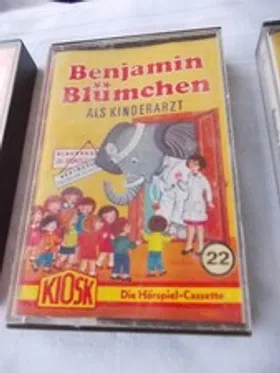 Benjamin
Blümchen
ALS KINDERARZT
22
KIOSK
Die Hörspiel-Cassette